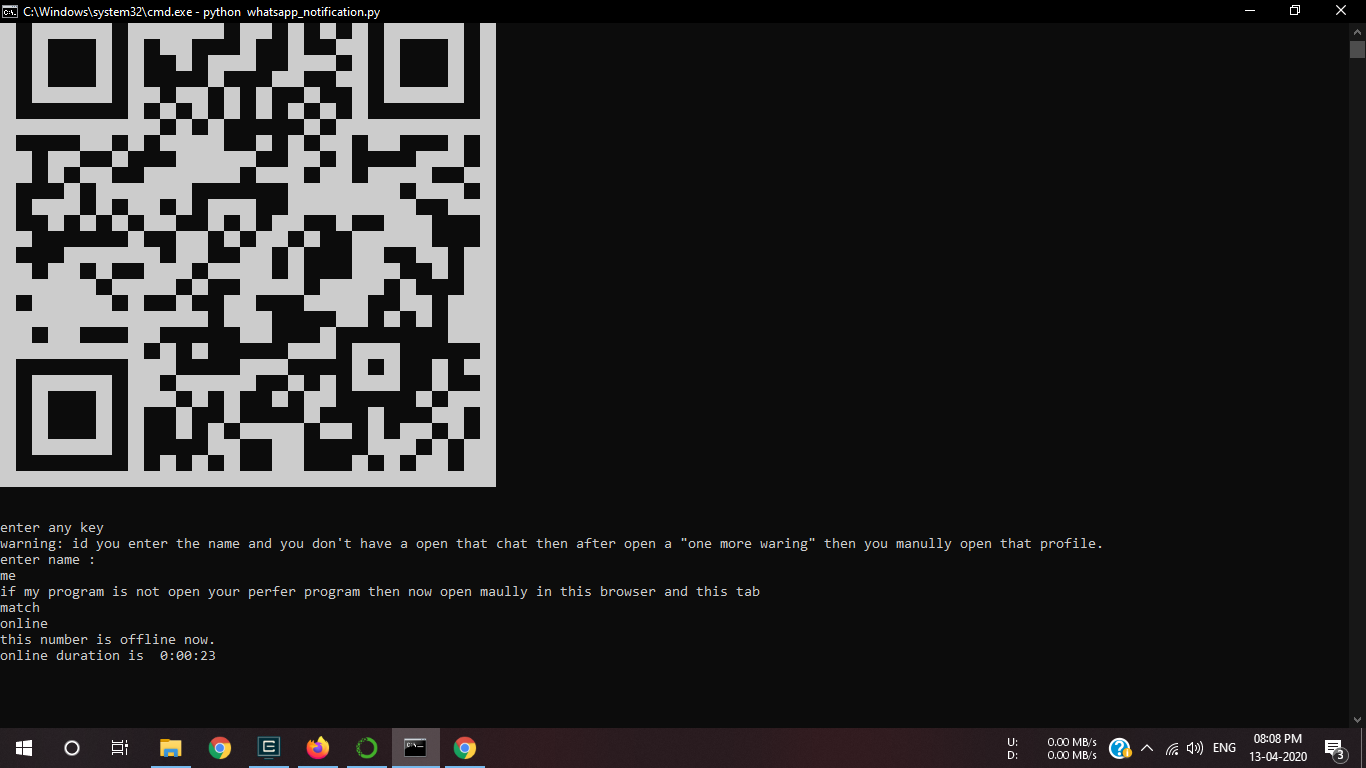 C:\Windows\system32\cmd.exe - python  whatsapp_notification.py
enter any key
warning: id you enter the name and you don't have a open that chat then after open a "one more waring" then you manully open that profile.
enter name :
me
if my program is not open your perfer program then now open maully in this browser and this tab
match
online
this number is offline now.
online duration is  0:00:23
U: 0.00 MB/s
D: 0.00 MB/s
ENG
08:08 PM
13-04-2020
3